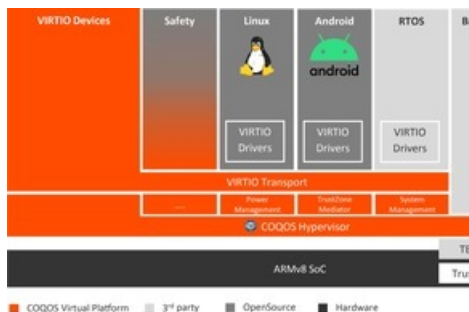 VIRTIO Devices
Safety
Linux
Android
RTOS
android
VIRTIO
Drivers
VIRTIO
Drivers
VIRTIO
Drivers
VIRTIO Transport
Power
Management
TrustZone
Mediator
System
Management
COQOS Hypervisor
ARMv8 SoC
COQOS Virtual Platform
3rd party
OpenSource
Hardware